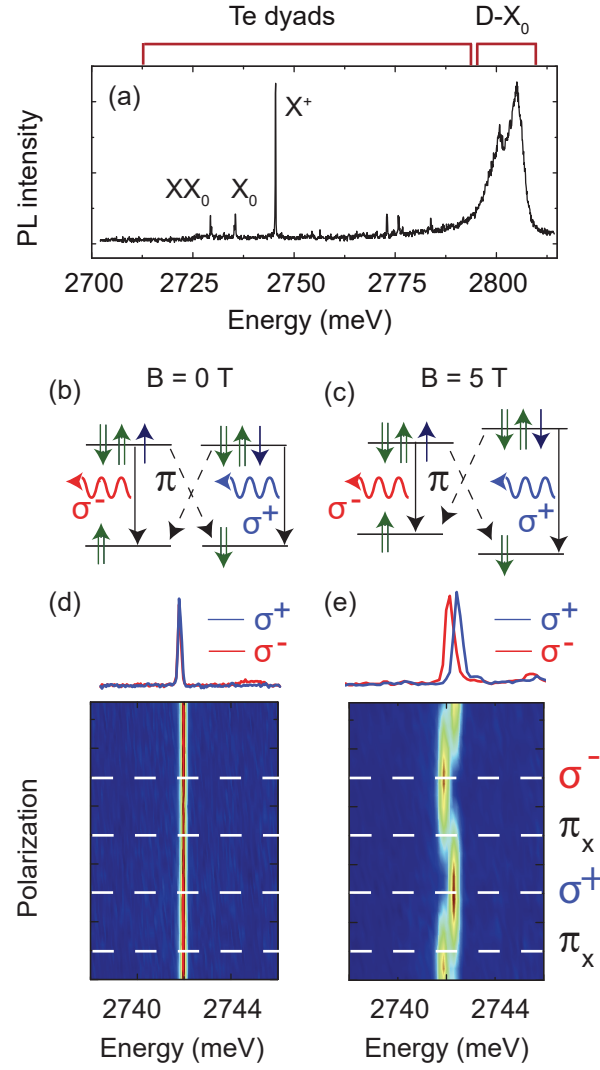 Te dyads D-X₀
(a)
X⁺
XX₀ X₀
PL intensity
2700 2725 2750 2775 2800
Energy (meV)
(b) B = 0 T (c) B = 5 T
σ⁻ π σ⁺ σ⁻ π σ⁺
(d) σ⁺ (e) σ⁺
σ⁻ σ⁻
σ⁻
πₓ
σ⁺
πₓ
Polarization
2740 2744 2740 2744
Energy (meV) Energy (meV)